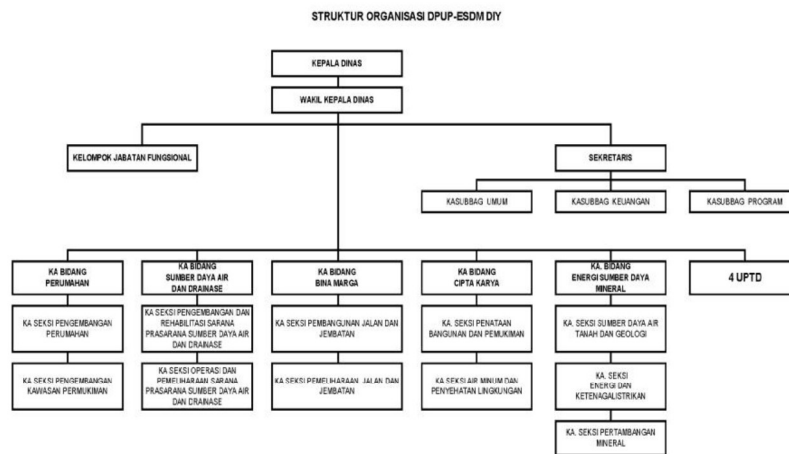 STRUKTUR ORGANISASI DPUP-ESDM DIY
KEPALA DINAS
WAKIL KEPALA DINAS
KELOMPOK JABATAN FUNGSIONAL
SEKRETARIS
KASUBBAG UMUM
KASUBBAG KEUANGAN
KASUBBAG PROGRAM
KA BIDANG
PERUMAHAN
KA BIDANG
SUMBER DAYA AIR
DAN DRAINASE
KA BIDANG
BINA MARGA
KA BIDANG
CIPTA KARYA
KA. BIDANG
ENERGI SUMBER DAYA
MINERAL
4 UPTD
KA SEKSI PENGEMBANGAN
PERUMAHAN
KA SEKSI PENGEMBANGAN DAN
REHABILITASI SARANA
PRASARANA SUMBER DAYA AIR
DAN DRAINASE
KA SEKSI PEMBANGUNAN JALAN DAN
JEMBATAN
KA. SEKSI PENATAAN
BANGUNAN DAN PEMUKIMAN
KA. SEKSI SUMBER DAYA AIR
TANAH DAN GEOLOGI
KA SEKSI PENGEMBANGAN
KAWASAN PERMUKIMAN
KA SEKSI OPERASI DAN
PEMELIHARAAN SARANA
PRASARANA SUMBER DAYA AIR
DAN DRAINASE
KA SEKSI PEMELIHARAAN JALAN DAN
JEMBATAN
KA SEKSI AIR MINUM DAN
PENYEHATAN LINGKUNGAN
KA. SEKSI
ENERGI DAN
KETENAGALISTRIKAN
KA. SEKSI PERTAMBANGAN
MINERAL